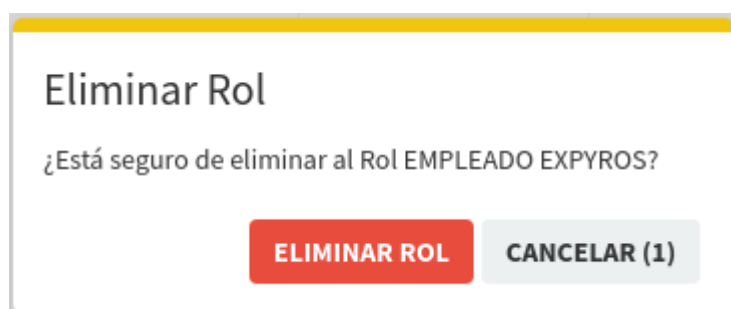 Eliminar Rol
¿Está seguro de eliminar al Rol EMPLEADO EXPYROS?
ELIMINAR ROL CANCELAR (1)